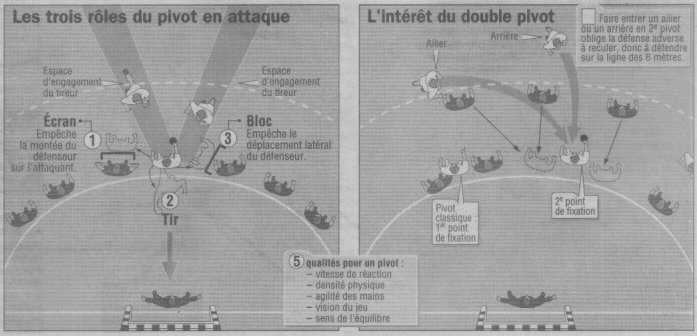 Les trois rôles du pivot en attaque
Espace
d'engagement
du tireur
Espace
d'engagement
du tireur
Écran
1
Empêche
la montée du
défenseur
sur l'attaquant.
3
Bloc
Empêche le
déplacement latéral
du défenseur.
2
Tir
L'intérêt du double pivot
Faire entrer un ailier
ou un arrière en 2e pivot
oblige la défense adverse
à reculer, donc à défendre
sur la ligne des 6 mètres.
Ailier
Arrière
Pivot
classique :
1er point
de fixation
2e point
de fixation
5 qualités pour un pivot :
– vitesse de réaction
– densité physique
– agilité des mains
– vision du jeu
– sens de l'équilibre